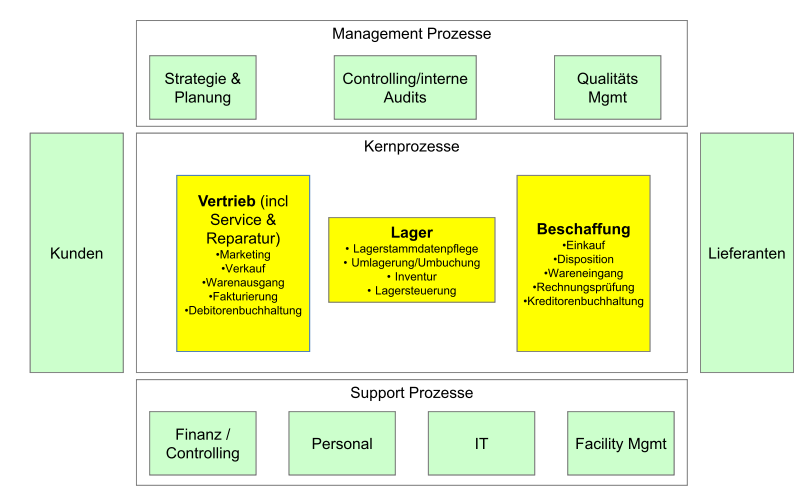 Management Prozesse
Strategie &
Planung
Controlling/interne
Audits
Qualitäts
Mgmt
Kunden
Kernprozesse
Vertrieb (incl
Service &
Reparatur)
•Marketing
•Verkauf
•Warenausgang
•Fakturierung
•Debitorenbuchhaltung
Lager
• Lagerstammdatenpflege
• Umlagerung/Umbuchung
• Inventur
• Lagersteuerung
Beschaffung
•Einkauf
•Disposition
•Wareneingang
•Rechnungsprüfung
•Kreditorenbuchhaltung
Lieferanten
Support Prozesse
Finanz /
Controlling
Personal
IT
Facility Mgmt